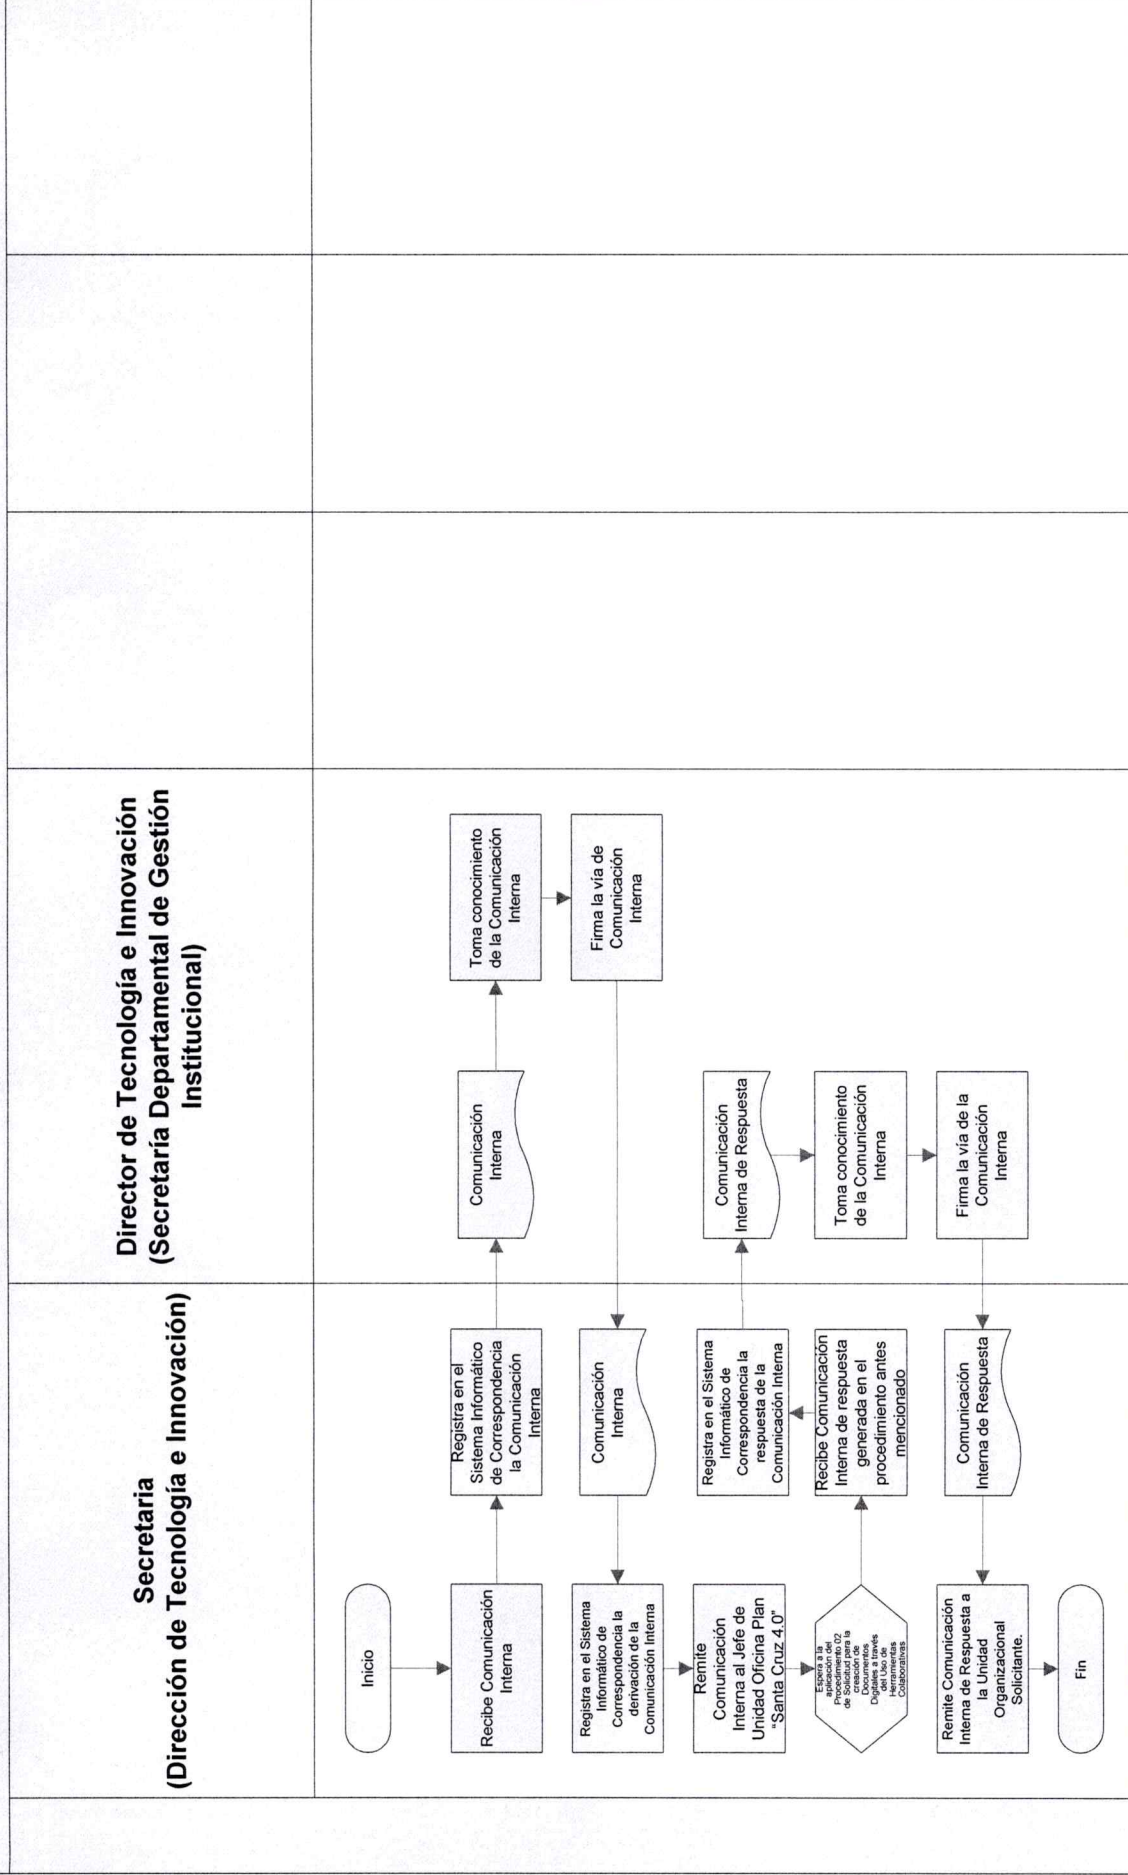 Secretaria
(Dirección de Tecnología e Innovación)
Director de Tecnología e Innovación
(Secretaría Departamental de Gestión
Institucional)
Inicio
Recibe Comunicación
Interna
Registra en el
Sistema Informático
de Correspondencia
la Comunicación
Interna
Comunicación
Interna
Toma conocimiento
de la Comunicación
Interna
Firma la vía de
Comunicación
Interna
Comunicación
Interna
Registra en el Sistema
Informático de
Correspondencia la
derivación de la
Comunicación Interna
Remite
Comunicación
Interna al Jefe de
Unidad Oficina Plan
"Santa Cruz 4.0"
Espera a la
aplicación del
Procedimiento 02
de Solicitud para la
creación de
Documentos
Digitales a través
del Uso de
Herramientas
Colaborativas
Recibe Comunicación
Interna de respuesta
generada en el
procedimiento antes
mencionado
Registra en el Sistema
Informático de
Correspondencia la
respuesta de la
Comunicación Interna
Comunicación
Interna de Respuesta
Toma conocimiento
de la Comunicación
Interna
Firma la vía de la
Comunicación
Interna
Comunicación
Interna de Respuesta
Remite Comunicación
Interna de Respuesta a
la Unidad
Organizacional
Solicitante.
Fin